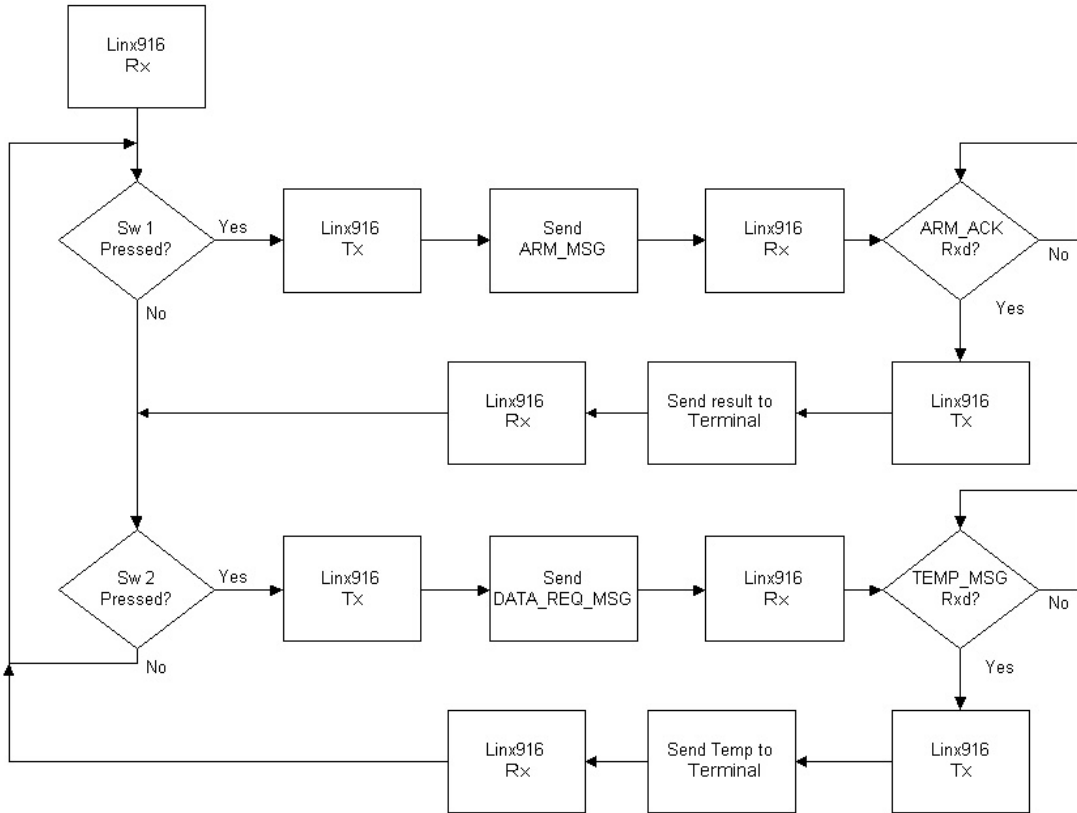 Linx916
Rx
Sw 1
Pressed?
Yes
No
Linx916
Tx
Send
ARM_MSG
Linx916
Rx
ARM_ACK
Rxd?
No
Yes
Linx916
Rx
Send result to
Terminal
Linx916
Tx
Sw 2
Pressed?
Yes
No
Linx916
Tx
Send
DATA_REQ_MSG
Linx916
Rx
TEMP_MSG
Rxd?
No
Yes
Linx916
Rx
Send Temp to
Terminal
Linx916
Tx